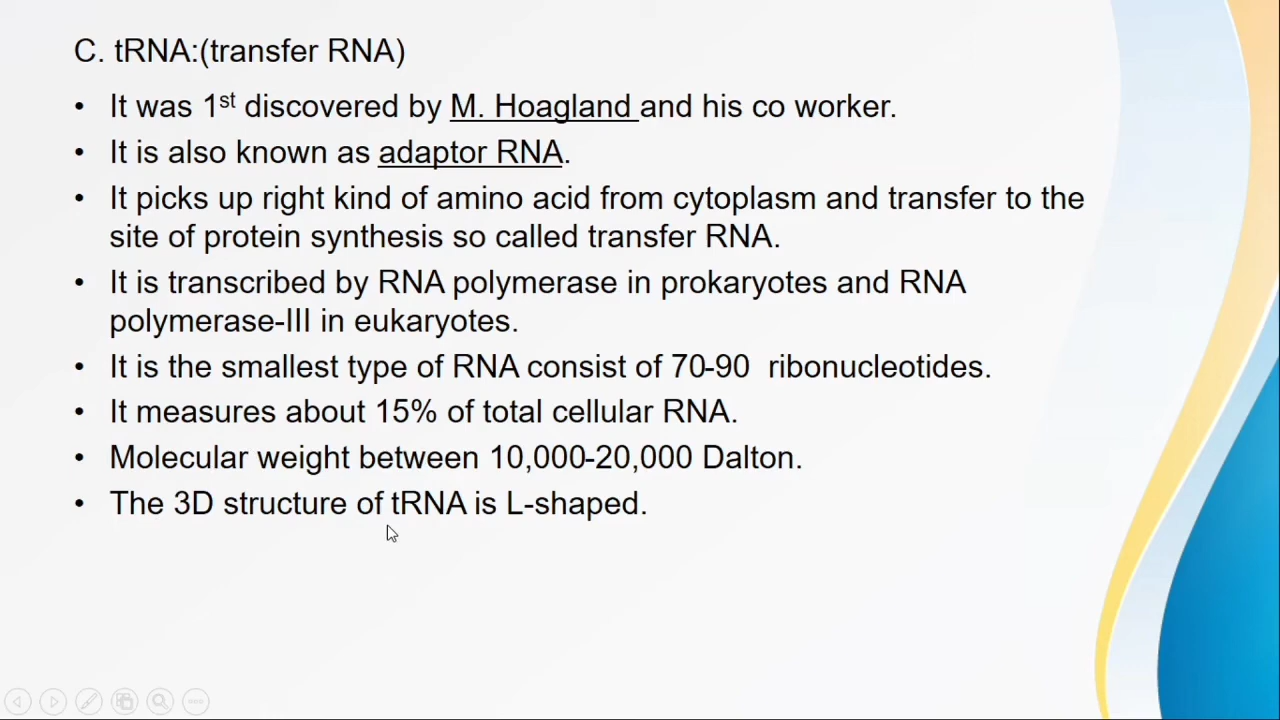 C. tRNA:(transfer RNA)
• It was 1st discovered by M. Hoagland and his co worker.
• It is also known as adaptor RNA.
• It picks up right kind of amino acid from cytoplasm and transfer to the
site of protein synthesis so called transfer RNA.
• It is transcribed by RNA polymerase in prokaryotes and RNA
polymerase-III in eukaryotes.
• It is the smallest type of RNA consist of 70-90 ribonucleotides.
• It measures about 15% of total cellular RNA.
• Molecular weight between 10,000-20,000 Dalton.
• The 3D structure of tRNA is L-shaped.